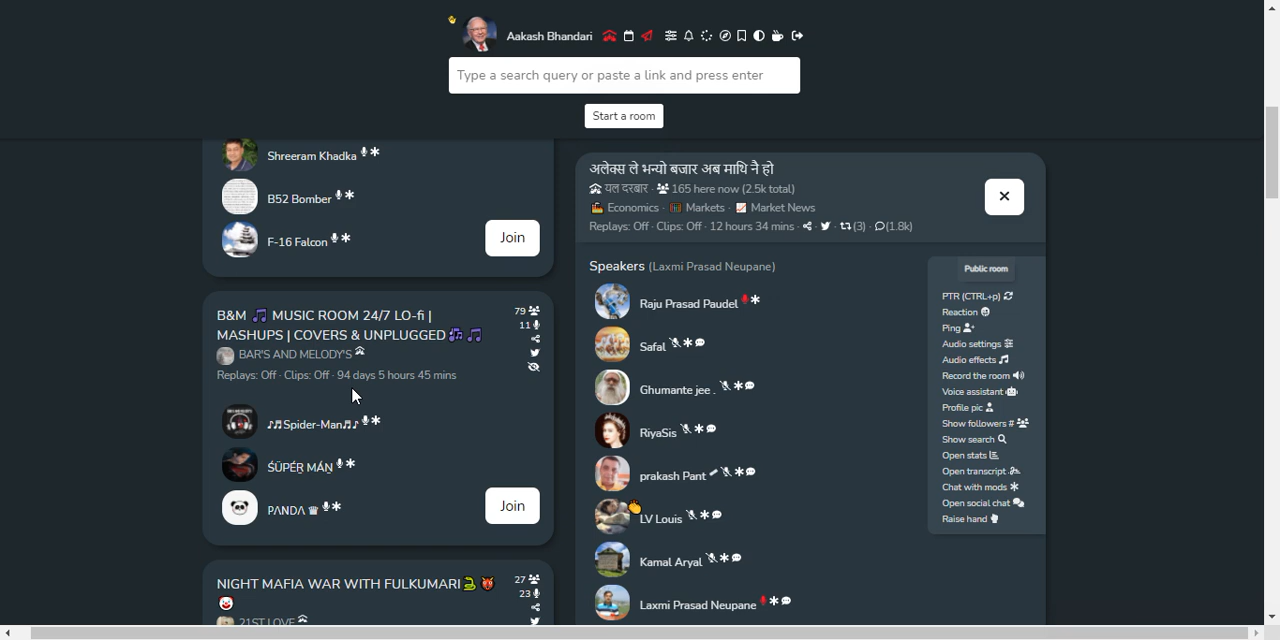 Aakash Bhandari
Type a search query or paste a link and press enter
Start a room
Shreeram Khadka
B52 Bomber
F-16 Falcon
Join
B&M 🎵 MUSIC ROOM 24/7 LO-fi |
MASHUPS | COVERS & UNPLUGGED 🎶 🎵
BAR'S AND MELODY'S
Replays: Off · Clips: Off · 94 days 5 hours 45 mins
79
11
♪♬Spider-Man♬♪
ŚÜPÉŖ MÁŅ
PΛNDΛ ♛
Join
NIGHT MAFIA WAR WITH FULKUMARI🐍 👹
🤡
21ST LOVE
27
23
अलेक्स ले भन्यो बजार अब माथि नै हो
यल दरबार · 165 here now (2.5k total)
Economics · Markets · Market News
Replays: Off · Clips: Off · 12 hours 34 mins · (3) · (1.8k)
Speakers (Laxmi Prasad Neupane)
Raju Prasad Paudel
Safal
Ghumante jee .
RiyaSis
prakash Pant
LV Louis
Kamal Aryal
Laxmi Prasad Neupane
Public room
PTR (CTRL+p)
Reaction
Ping
Audio settings
Audio effects
Record the room
Voice assistant
Profile pic
Show followers #
Show search
Open stats
Open transcript
Chat with mods
Open social chat
Raise hand